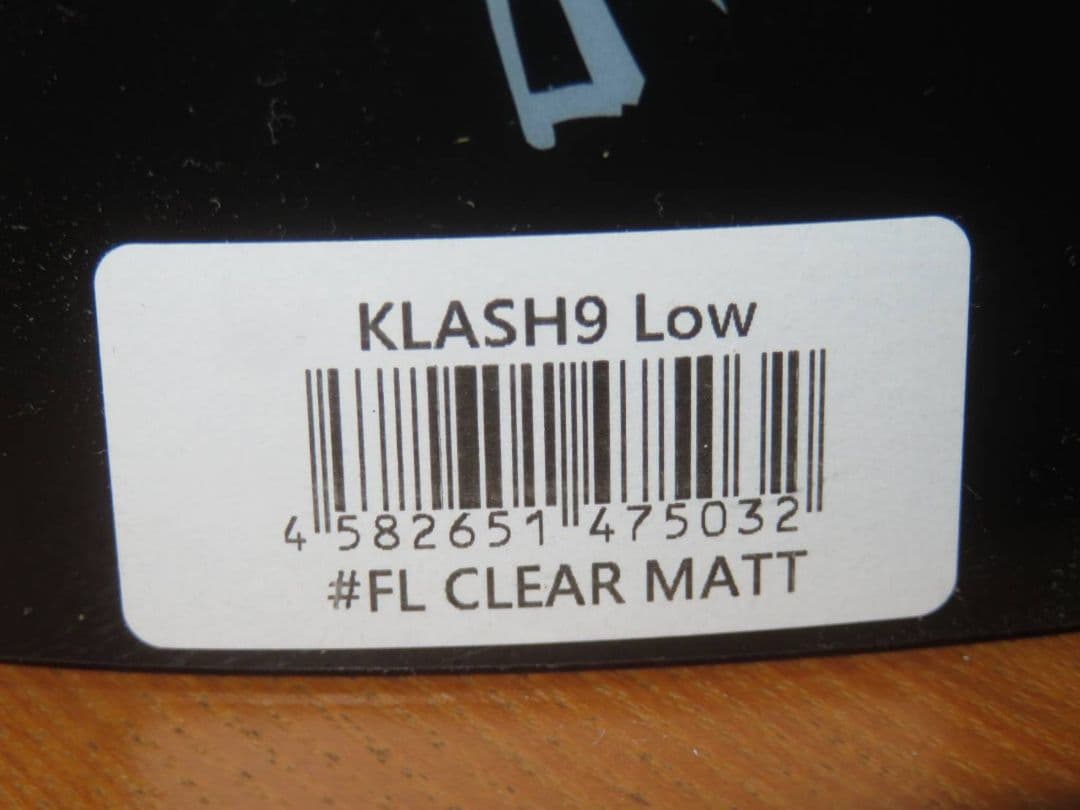 KLASH9 Low
4 582651 475032
#FL CLEAR MATT